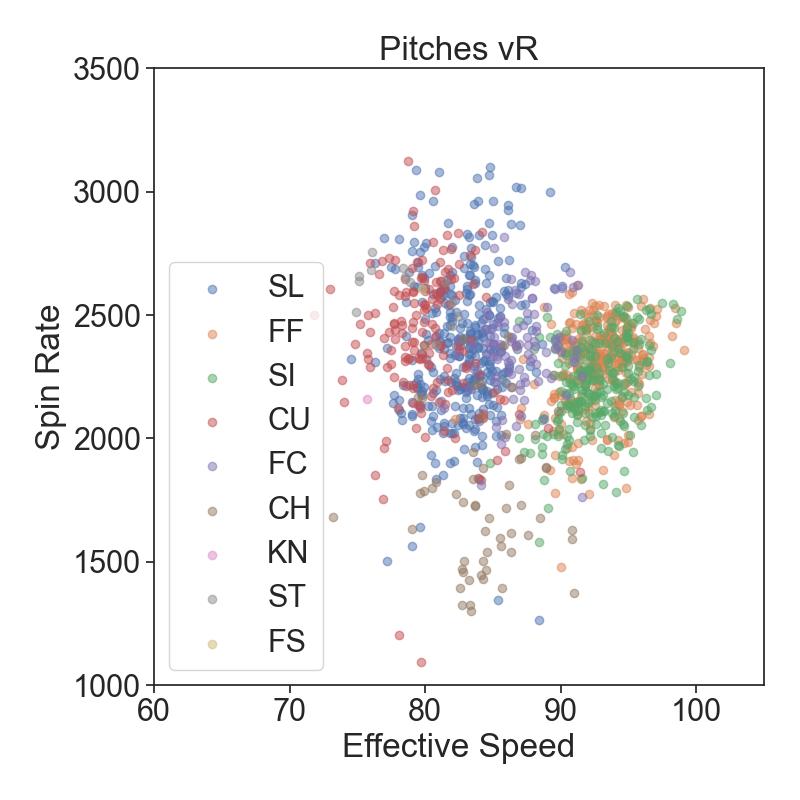 Pitches vR
3500
3000
2500
2000
1500
1000
Spin Rate
SL
FF
SI
CU
FC
CH
KN
ST
FS
60 70 80 90 100
Effective Speed